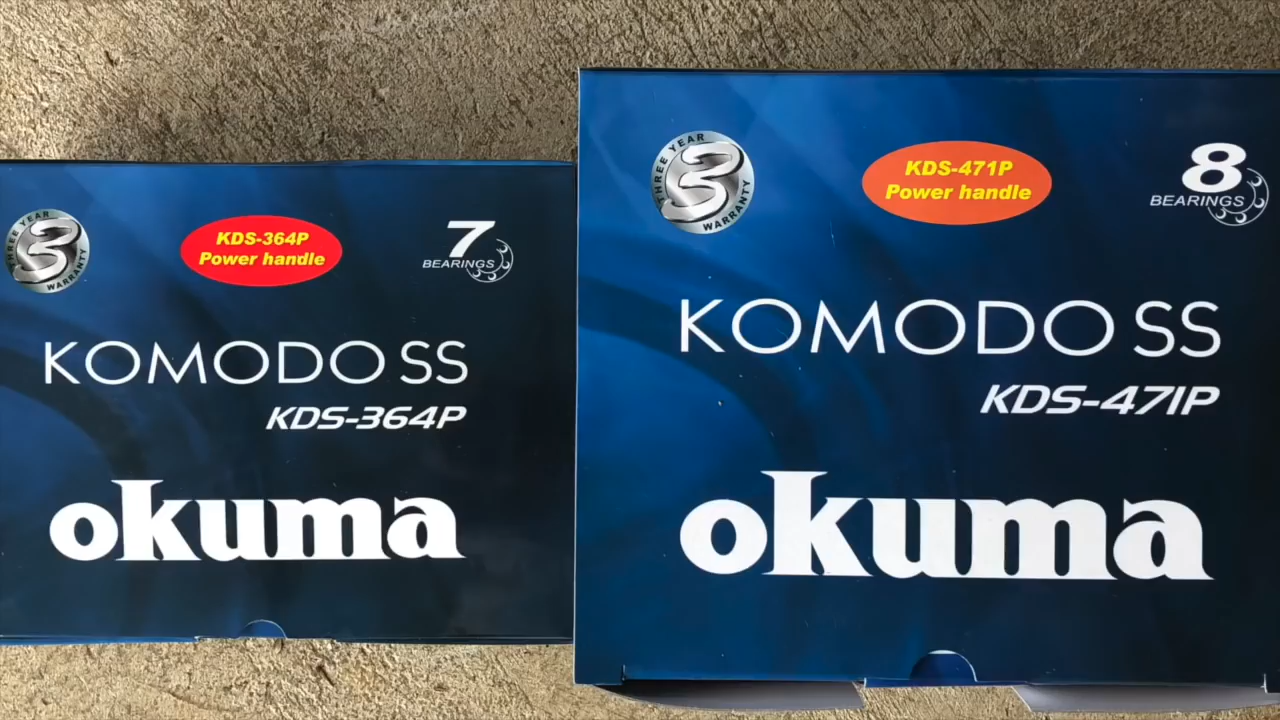 THREE YEAR
3
WARRANTY
KDS-364P
Power handle
7
BEARINGS
KOMODO SS
KDS-364P
okuma
THREE YEAR
3
WARRANTY
KDS-471P
Power handle
8
BEARINGS
KOMODO SS
KDS-471P
okuma